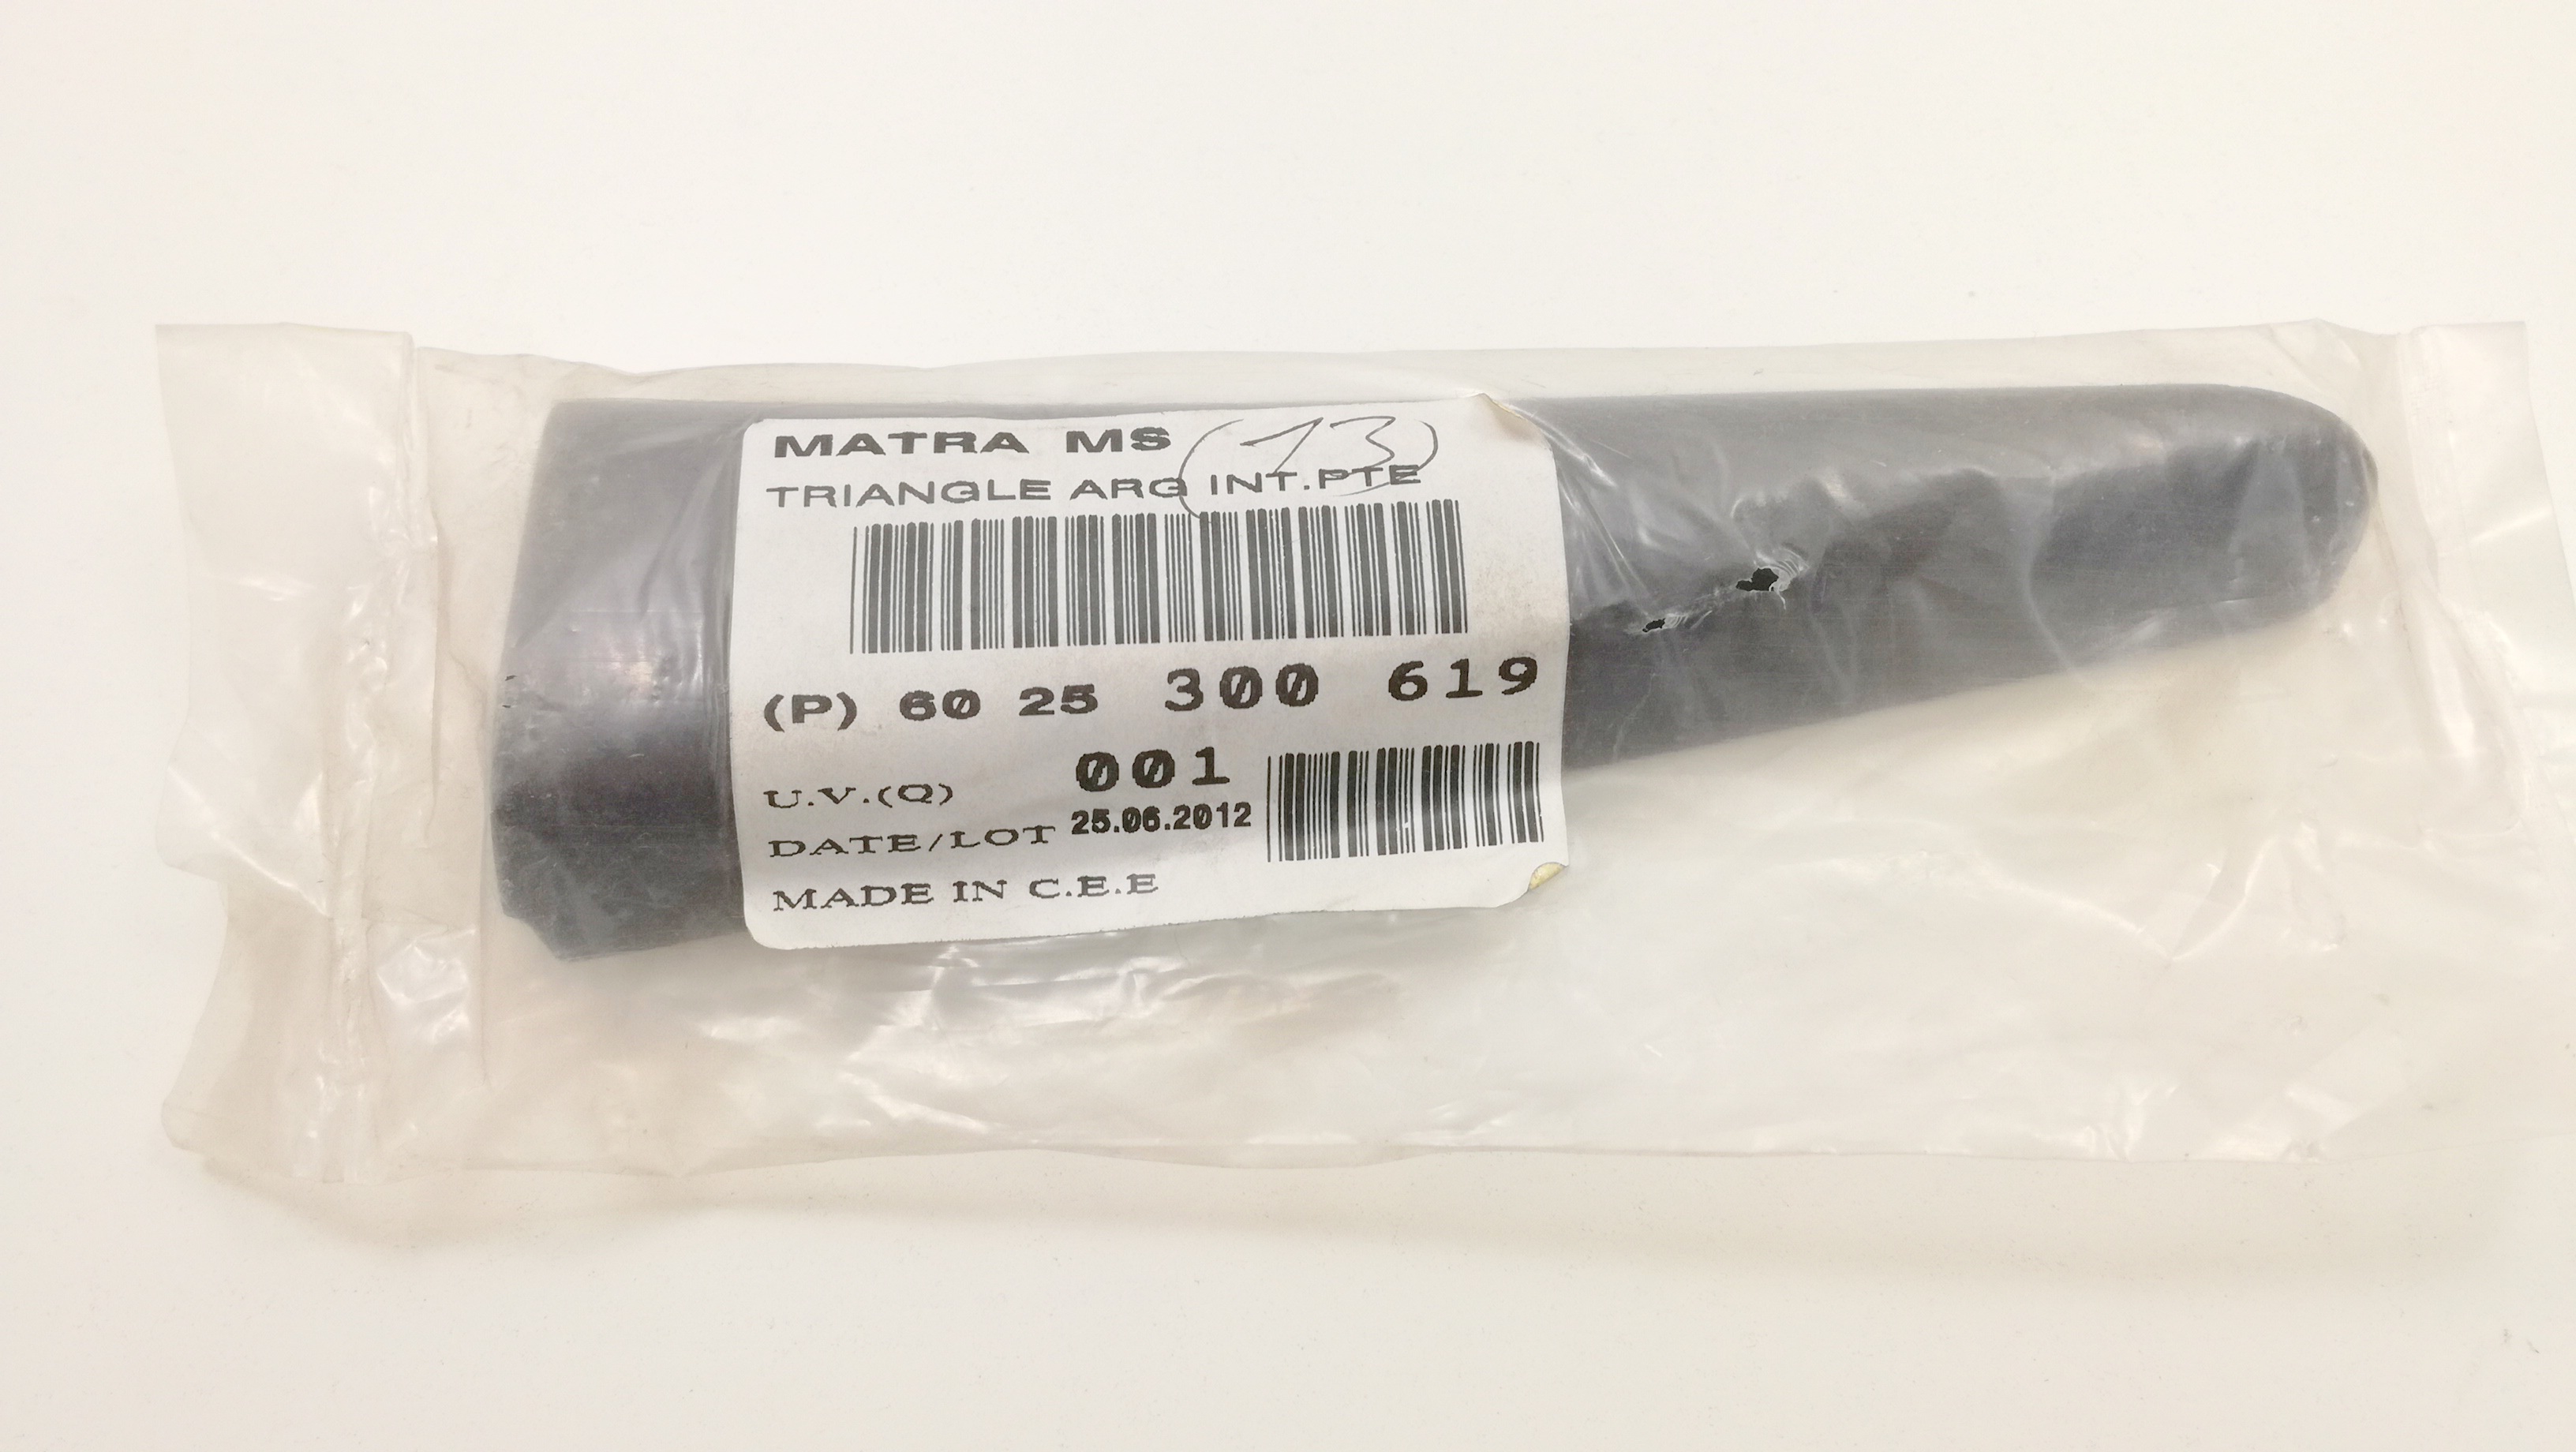 MATRA MS (13)
TRIANGLE ARG INT.PTE
(P) 60 25 300 619
U.V.(Q) 001
DATE/LOT 25.06.2012
MADE IN C.E.E